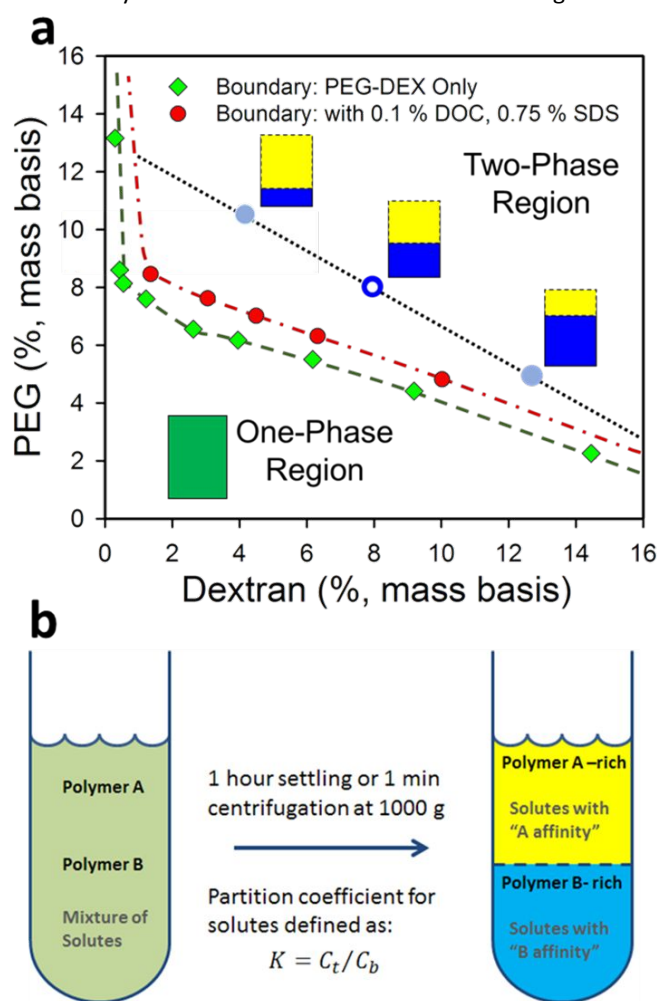 a
16
14
12
10
8
6
4
2
0
PEG (%, mass basis)
Boundary: PEG-DEX Only
Boundary: with 0.1 % DOC, 0.75 % SDS
Two-Phase
Region
One-Phase
Region
0 2 4 6 8 10 12 14 16
Dextran (%, mass basis)
b
Polymer A
Polymer B
Mixture of
Solutes
1 hour settling or 1 min
centrifugation at 1000 g
Partition coefficient for
solutes defined as:
K = C_t/C_b
Polymer A –rich
Solutes with
“A affinity”
Polymer B- rich
Solutes with
“B affinity”